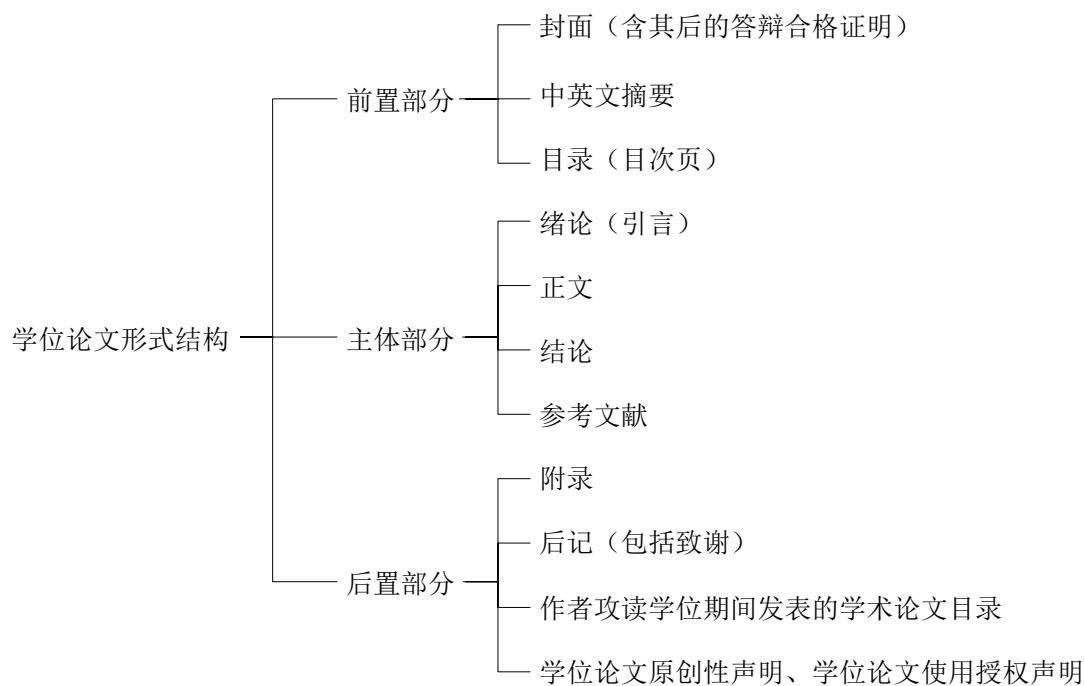 学位论文形式结构
前置部分
封面（含其后的答辩合格证明）
中英文摘要
目录（目次页）
主体部分
绪论（引言）
正文
结论
参考文献
后置部分
附录
后记（包括致谢）
作者攻读学位期间发表的学术论文目录
学位论文原创性声明、学位论文使用授权声明